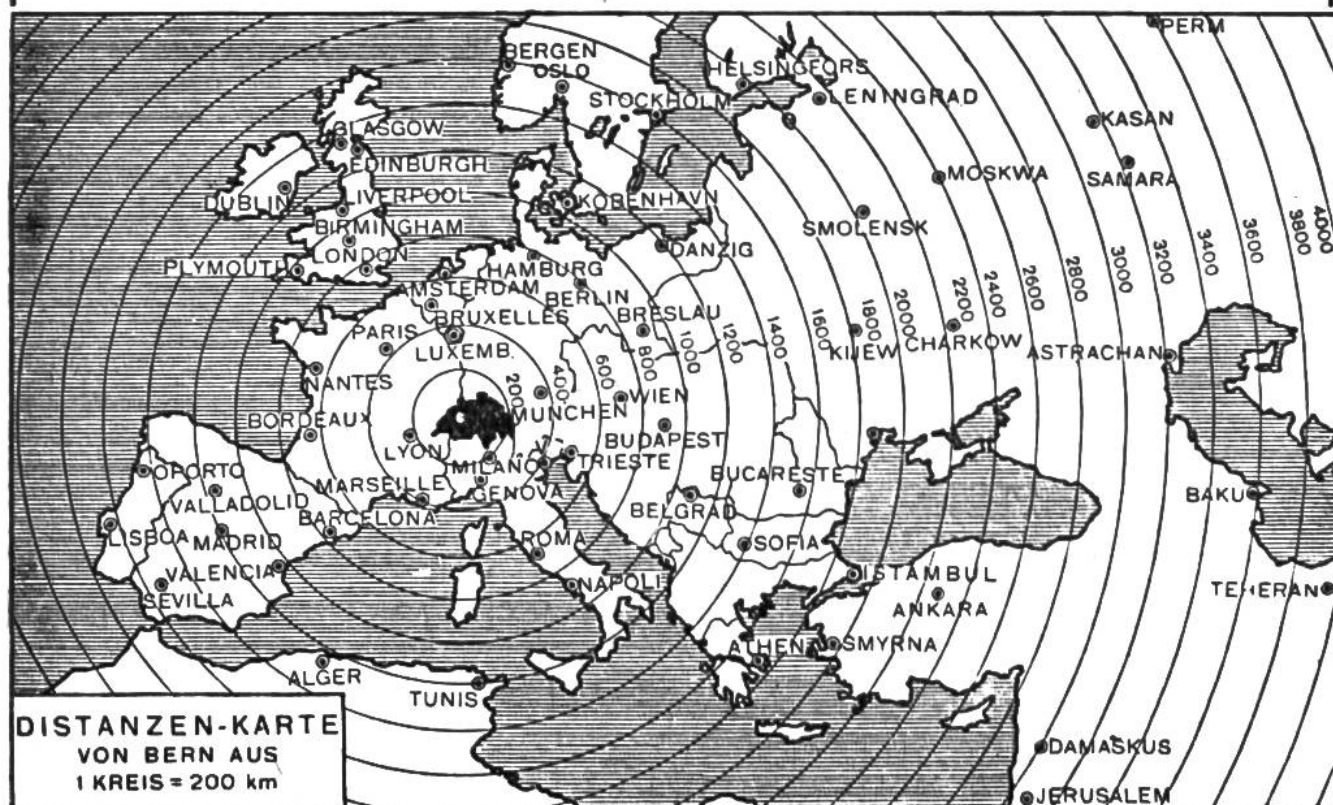 PERM
BERGEN
OSLO
HELSINGFORS
STOCKHOLM
LENINGRAD
KASAN
GLASGOW
EDINBURGH
MOSKWA
SAMARA
DUBLIN
LIVERPOOL
KOBENHAVN
SMOLENSK
BIRMINGHAM
DANZIG
PLYMOUTH
LONDON
HAMBURG
AMSTERDAM
BERLIN
BRUXELLES
BRESLAU
PARIS
LUXEMB.
KIJEW
CHARKOW
ASTRACHAN
200
400
600
800
1000
1200
1400
1600
1800
2000
2200
2400
2600
2800
3000
3200
3400
3600
3800
4000
NANTES
MÜNCHEN
WIEN
BORDEAUX
BUDAPEST
LYON
MILANO
TRIESTE
OPORTO
BUCARESTE
MARSEILLE
GENOVA
VALLADOLID
BAKU
BARCELONA
BELGRAD
LISBOA
MADRID
ROMA
SOFIA
VALENCIA
NAPOLI
ISTAMBUL
SEVILLA
ANKARA
TEHERAN
ATHEN
SMYRNA
ALGER
TUNIS
DAMASKUS
JERUSALEM
DISTANZEN-KARTE
VON BERN AUS
1 KREIS = 200 km